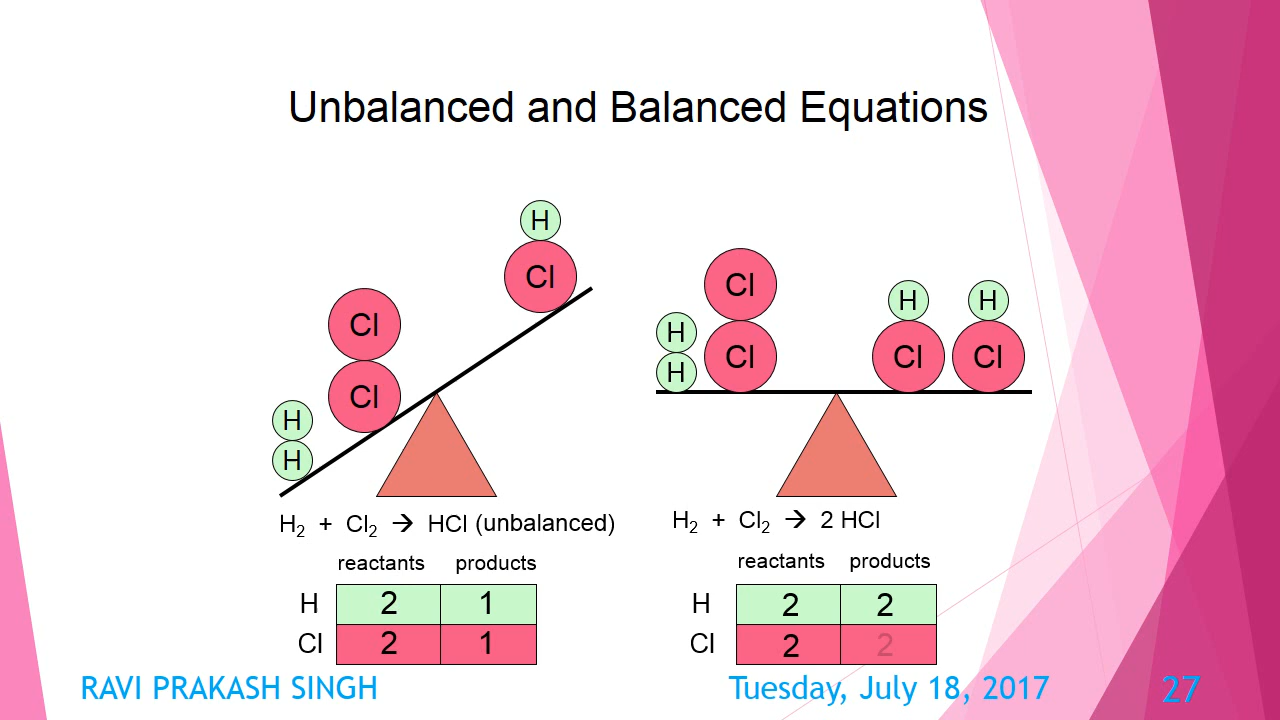 Unbalanced and Balanced Equations
H
Cl
Cl
Cl
H
H
H₂ + Cl₂ → HCl (unbalanced)
reactants products
H 2 1
Cl 2 1
Cl
H H
H
Cl Cl Cl
H
H₂ + Cl₂ → 2 HCl
reactants products
H 2 2
Cl 2 2
RAVI PRAKASH SINGH Tuesday, July 18, 2017 27